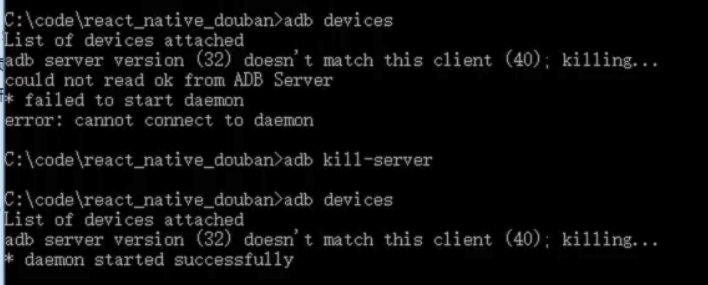 C:\code\react_native_douban>adb devices
List of devices attached
adb server version (32) doesn't match this client (40); killing...
could not read ok from ADB Server
* failed to start daemon
error: cannot connect to daemon
C:\code\react_native_douban>adb kill-server
C:\code\react_native_douban>adb devices
List of devices attached
adb server version (32) doesn't match this client (40); killing...
* daemon started successfully